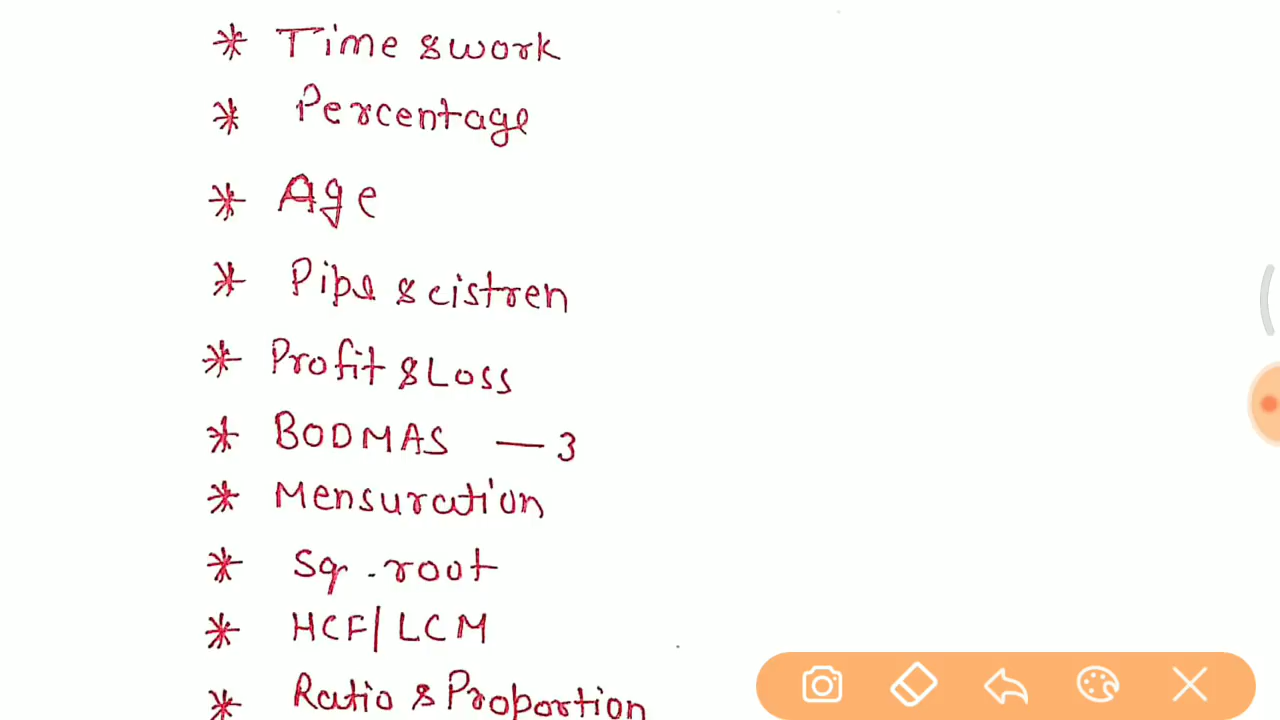 * Time & work
* Percentage
* Age
* Pipe & cistren
* Profit & Loss
* BODMAS — 3
* Mensuration
* Sq. root
* HCF/LCM
* Ratio & Proportion